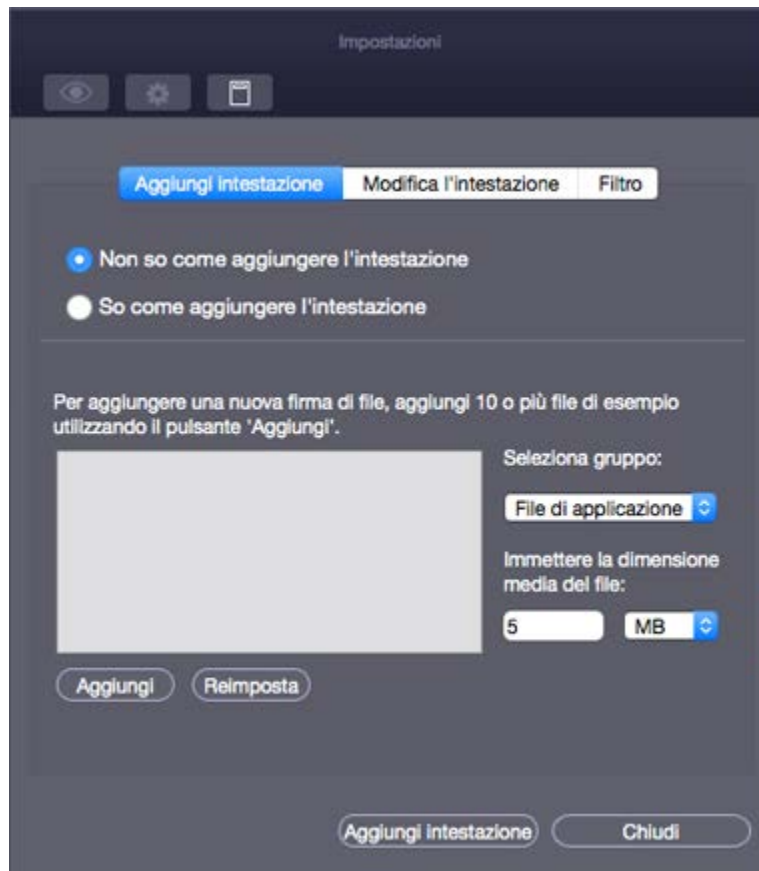 Impostazioni
Aggiungi intestazione Modifica l'intestazione Filtro
Non so come aggiungere l'intestazione
So come aggiungere l'intestazione
Per aggiungere una nuova firma di file, aggiungi 10 o più file di esempio
utilizzando il pulsante 'Aggiungi'.
Seleziona gruppo:
File di applicazione
Immettere la dimensione
media del file:
5 MB
Aggiungi Reimposta
Aggiungi intestazione Chiudi